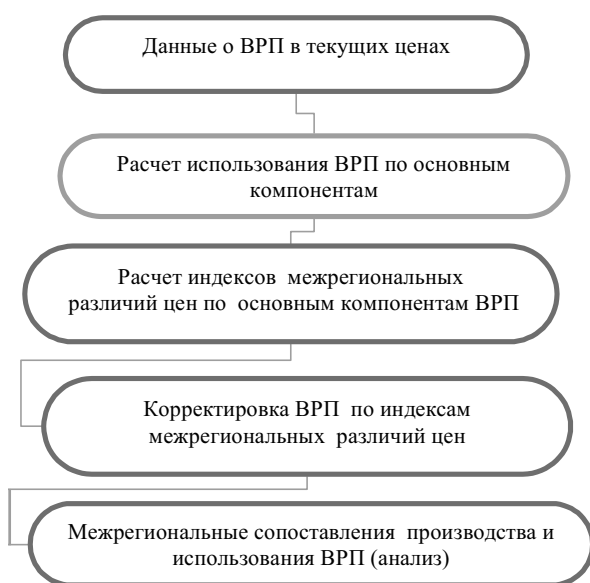 Данные о ВРП в текущих ценах
Расчет использования ВРП по основным
компонентам
Расчет индексов межрегиональных
различий цен по основным компонентам ВРП
Корректировка ВРП по индексам
межрегиональных различий цен
Межрегиональные сопоставления производства и
использования ВРП (анализ)